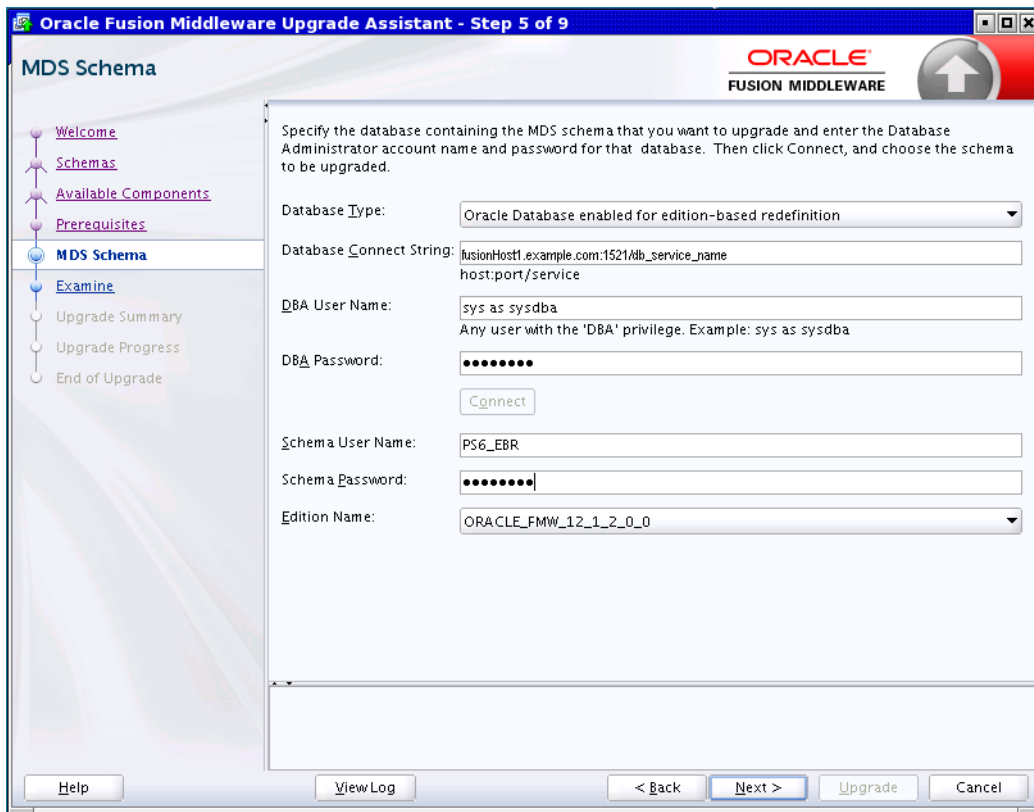 Oracle Fusion Middleware Upgrade Assistant - Step 5 of 9
MDS Schema
ORACLE
FUSION MIDDLEWARE
Welcome
Schemas
Available Components
Prerequisites
MDS Schema
Examine
Upgrade Summary
Upgrade Progress
End of Upgrade
Specify the database containing the MDS schema that you want to upgrade and enter the Database
Administrator account name and password for that database. Then click Connect, and choose the schema
to be upgraded.
Database Type: Oracle Database enabled for edition-based redefinition
Database Connect String: fusionHost1.example.com:1521/db_service_name
host:port/service
DBA User Name: sys as sysdba
Any user with the 'DBA' privilege. Example: sys as sysdba
DBA Password: ●●●●●●●●
Connect
Schema User Name: PS6_EBR
Schema Password: ●●●●●●●●
Edition Name: ORACLE_FMW_12_1_2_0_0
Help View Log < Back Next > Upgrade Cancel